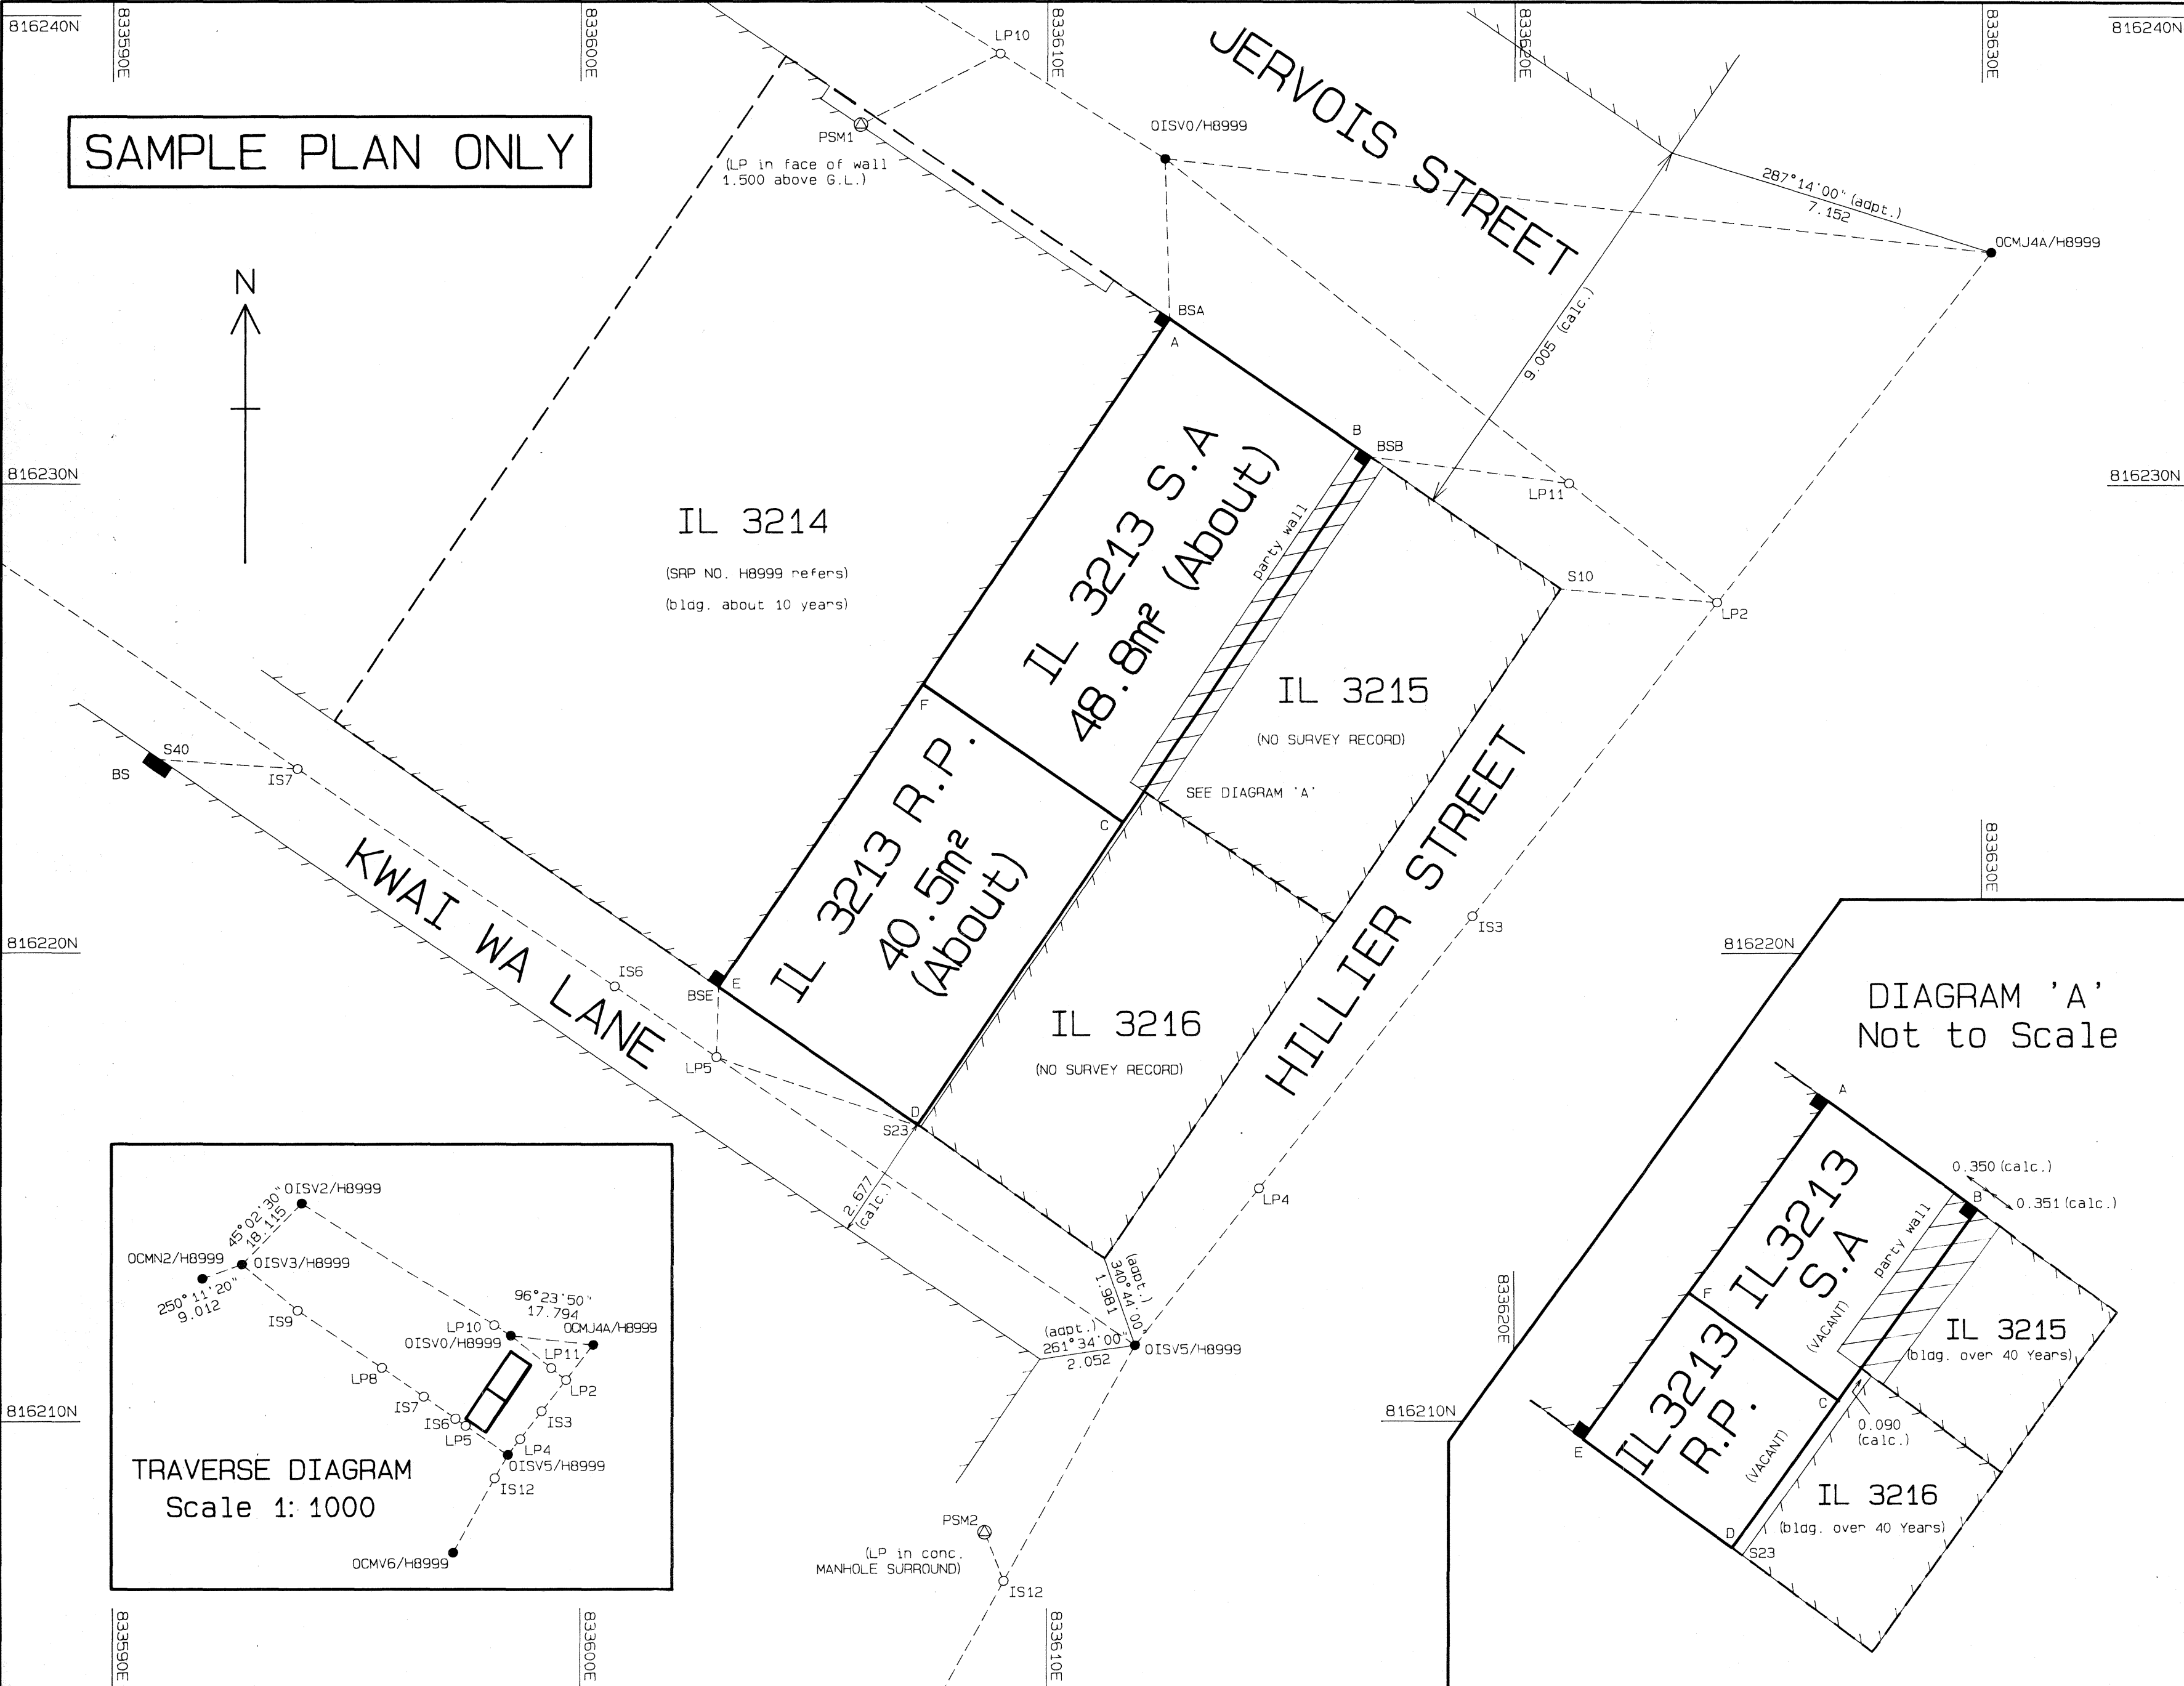 816240N
833590E
833600E
LP10
833610E
833620E
833630E
816240N
SAMPLE PLAN ONLY
PSM1
(LP in face of wall
1.500 above G.L.)
OISV0/H8999
JERVOIS STREET
287°14'00" (adpt.)
7.152
OCMJ4A/H8999
N
BSA
A
9.005 (calc.)
B
BSB
816230N
LP11
816230N
IL 3214
(SRP NO. H8999 refers)
(bldg. about 10 years)
IL 3213 S.A
48.8m² (About)
party wall
S10
LP2
IL 3215
(NO SURVEY RECORD)
F
S40
BS
IS7
SEE DIAGRAM 'A'
C
IL 3213 R.P.
40.5m²
(About)
HILLIER STREET
KWAI WA LANE
833630E
816220N
IS6
BSE
E
IS3
816220N
DIAGRAM 'A'
Not to Scale
IL 3216
(NO SURVEY RECORD)
LP5
D
S23
2.677
(calc.)
LP4
(adpt.)
340°44'00"
1.981
(adpt.)
261°34'00"
2.052
OISV5/H8999
833620E
816210N
816210N
A
0.350 (calc.)
B
0.351 (calc.)
party wall
IL3213
S.A
(VACANT)
F
IL 3215
(bldg. over 40 Years)
C
0.090
(calc.)
IL3213
R.P.
(VACANT)
E
IL 3216
(bldg. over 40 Years)
D
S23
OISV2/H8999
45°02'30"
18.115
OCMN2/H8999
OISV3/H8999
250°11'20"
9.012
IS9
96°23'50"
17.794
LP10
OCMJ4A/H8999
OISV0/H8999
LP11
LP8
LP2
IS7
IS3
IS6
LP5
LP4
OISV5/H8999
TRAVERSE DIAGRAM
Scale 1:1000
IS12
OCMV6/H8999
PSM2
(LP in conc.
MANHOLE SURROUND)
IS12
833590E
833600E
833610E